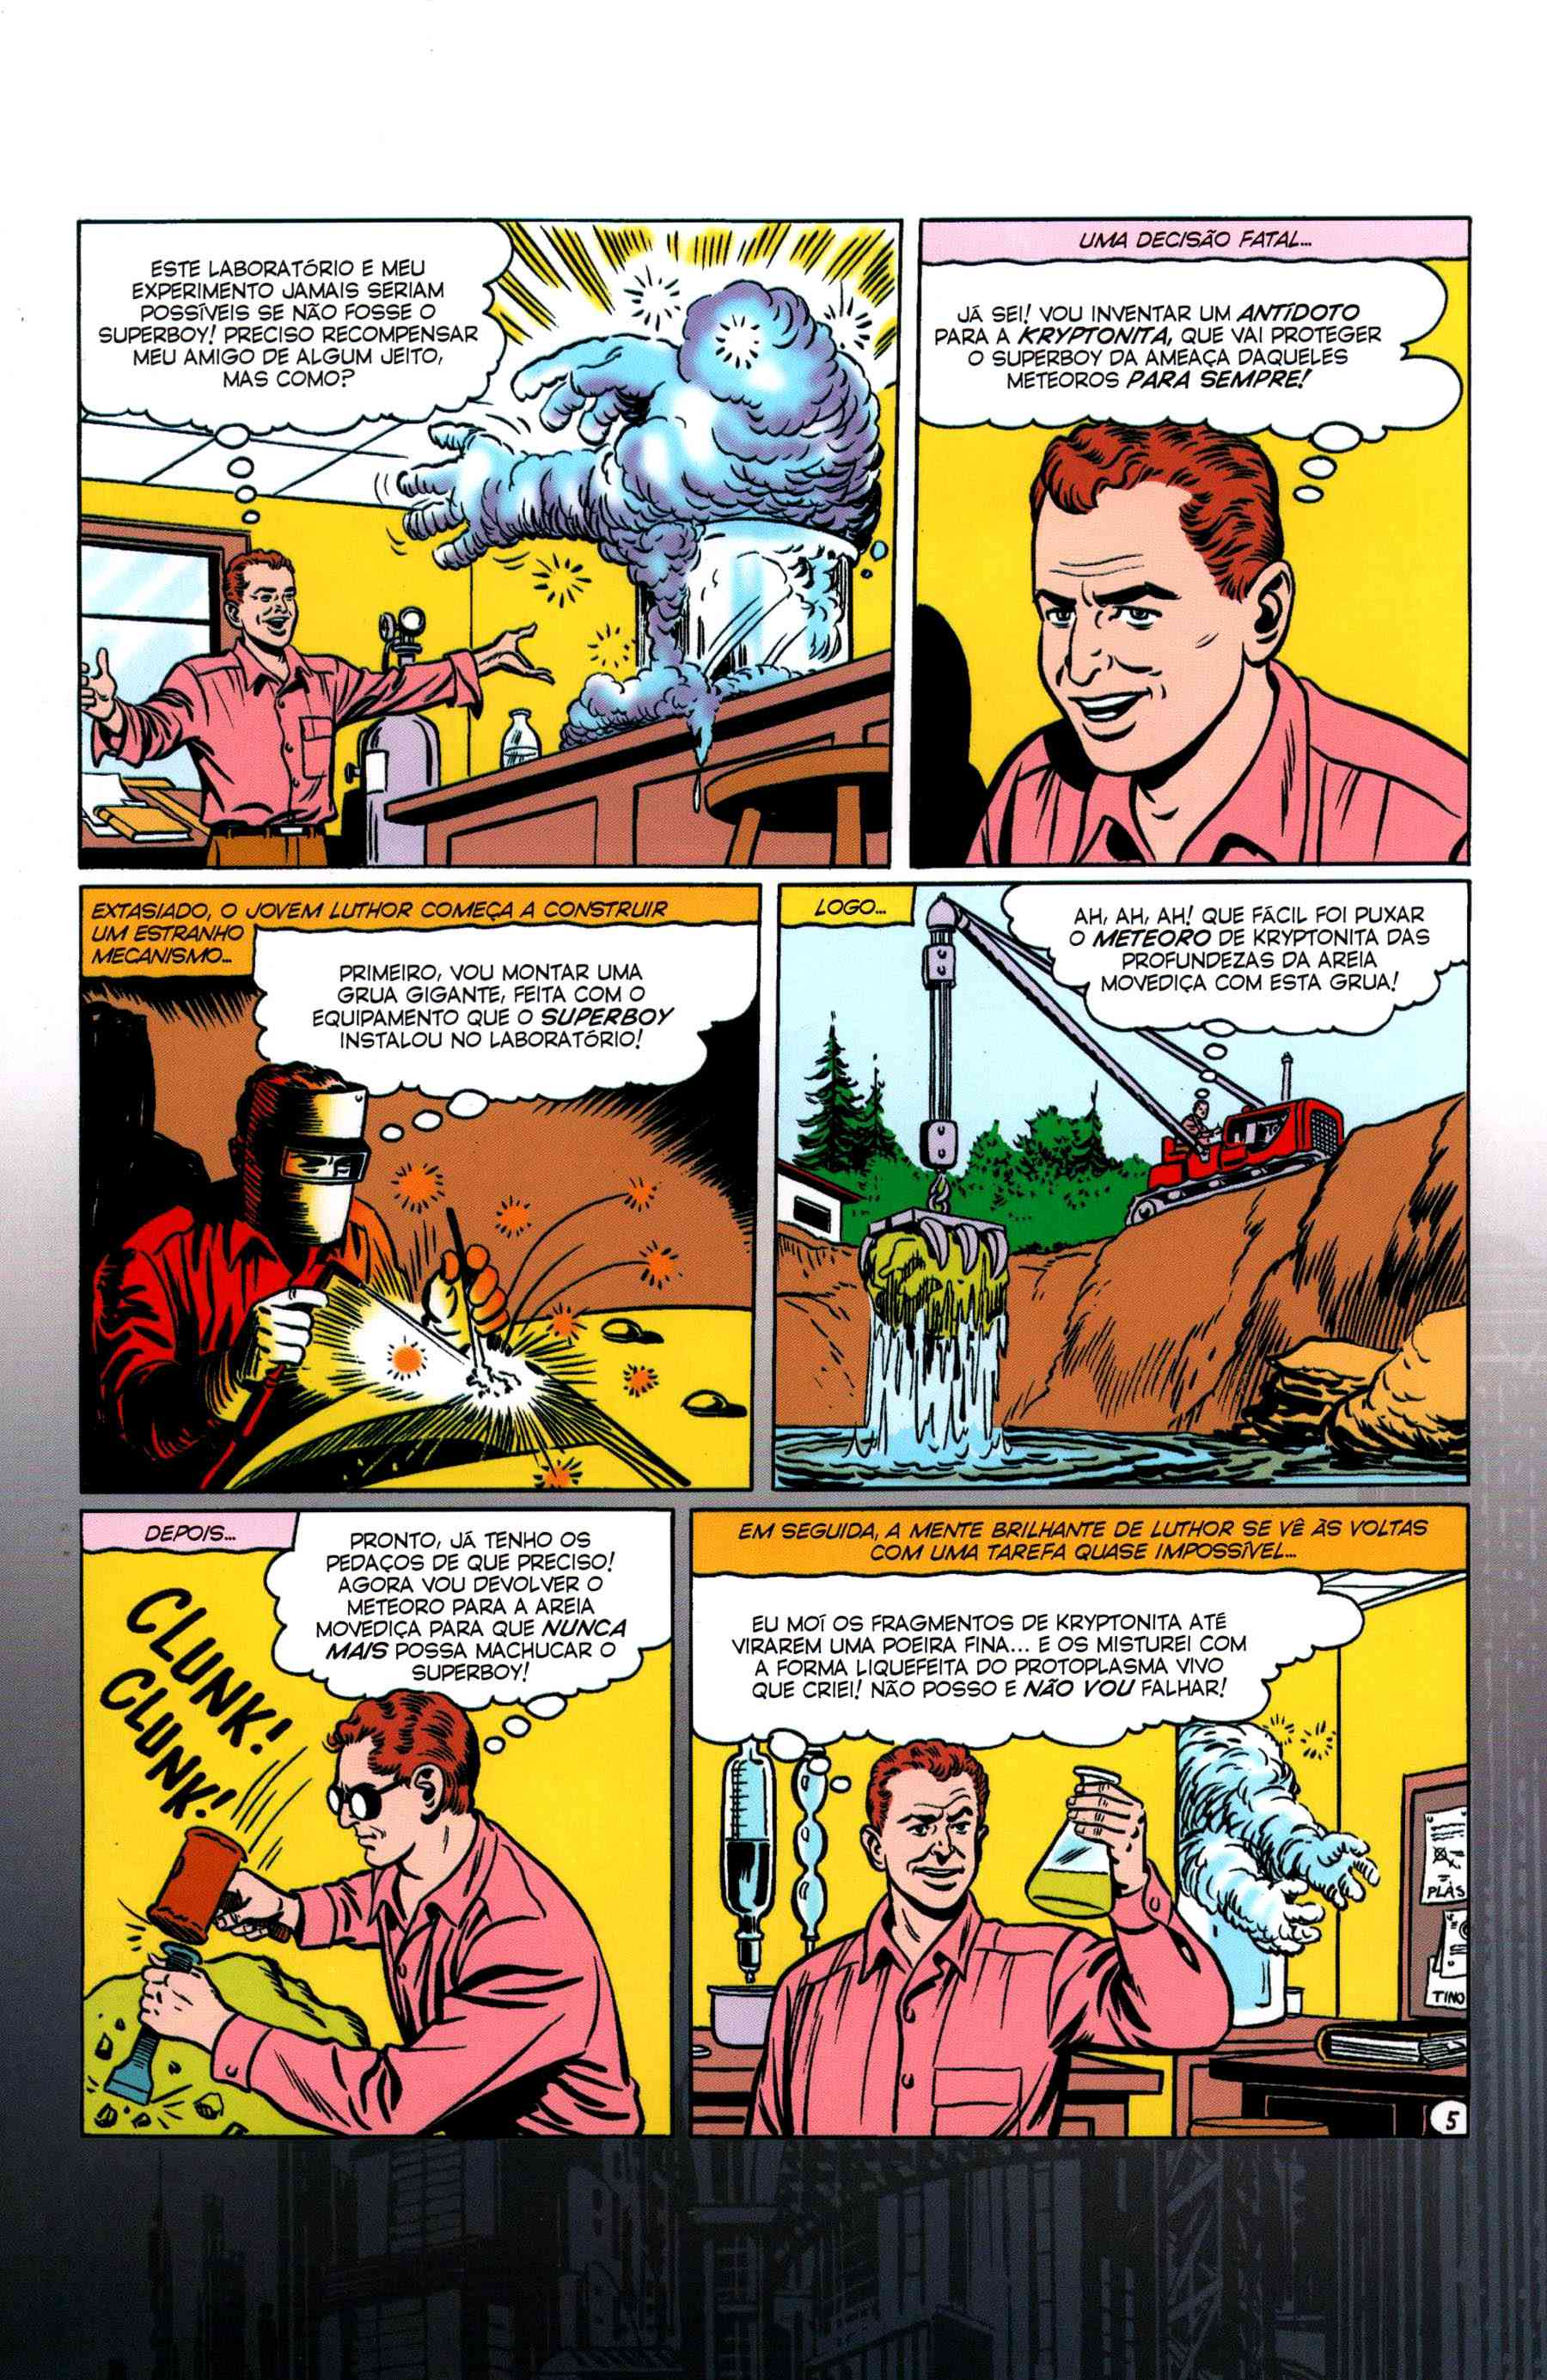 ESTE LABORATÓRIO E MEU
EXPERIMENTO JAMAIS SERIAM
POSSÍVEIS SE NÃO FOSSE O
SUPERBOY! PRECISO RECOMPENSAR
MEU AMIGO DE ALGUM JEITO,
MAS COMO?
UMA DECISÃO FATAL...
JÁ SEI! VOU INVENTAR UM ANTÍDOTO
PARA A KRYPTONITA, QUE VAI PROTEGER
O SUPERBOY DA AMEAÇA DAQUELES
METEOROS PARA SEMPRE!
EXTASIADO, O JOVEM LUTHOR COMEÇA A CONSTRUIR
UM ESTRANHO
MECANISMO...
PRIMEIRO, VOU MONTAR UMA
GRUA GIGANTE, FEITA COM O
EQUIPAMENTO QUE O SUPERBOY
INSTALOU NO LABORATÓRIO!
LOGO...
AH, AH, AH! QUE FÁCIL FOI PUXAR
O METEORO DE KRYPTONITA DAS
PROFUNDEZAS DA AREIA
MOVEDIÇA COM ESTA GRUA!
DEPOIS...
PRONTO, JÁ TENHO OS
PEDAÇOS DE QUE PRECISO!
AGORA VOU DEVOLVER O
METEORO PARA A AREIA
MOVEDIÇA PARA QUE NUNCA
MAIS POSSA MACHUCAR O
SUPERBOY!
CLUNK!
CLUNK!
EM SEGUIDA, A MENTE BRILHANTE DE LUTHOR SE VÊ ÀS VOLTAS
COM UMA TAREFA QUASE IMPOSSÍVEL...
EU MOÍ OS FRAGMENTOS DE KRYPTONITA ATÉ
VIRAREM UMA POEIRA FINA... E OS MISTUREI COM
A FORMA LIQUEFEITA DO PROTOPLASMA VIVO
QUE CRIEI! NÃO POSSO E NÃO VOU FALHAR!
PLAS
TINO
5